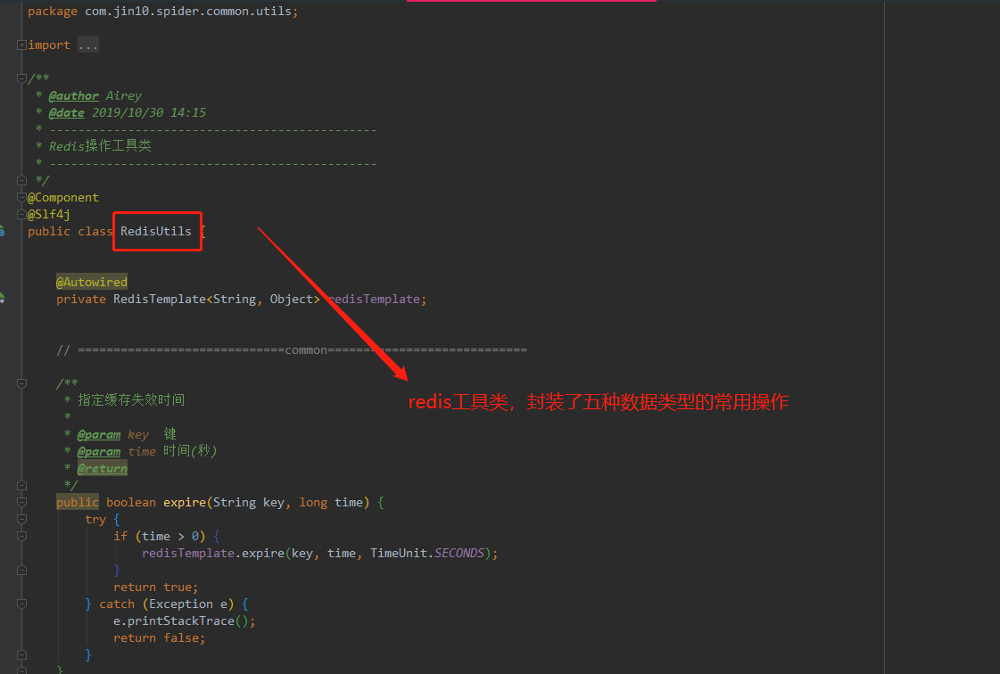 package com.jin10.spider.common.utils;
import ...
/**
* @author Airey
* @date 2019/10/30 14:15
* ----------------------------------------------
* Redis操作工具类
* ----------------------------------------------
*/
@Component
@Slf4j
public class RedisUtils {
@Autowired
private RedisTemplate<String, Object> redisTemplate;
// =============================common============================
/**
* 指定缓存失效时间
*
redis工具类，封装了五种数据类型的常用操作
* @param key 键
* @param time 时间(秒)
* @return
*/
public boolean expire(String key, long time) {
try {
if (time > 0) {
redisTemplate.expire(key, time, TimeUnit.SECONDS);
}
return true;
} catch (Exception e) {
e.printStackTrace();
return false;
}
}